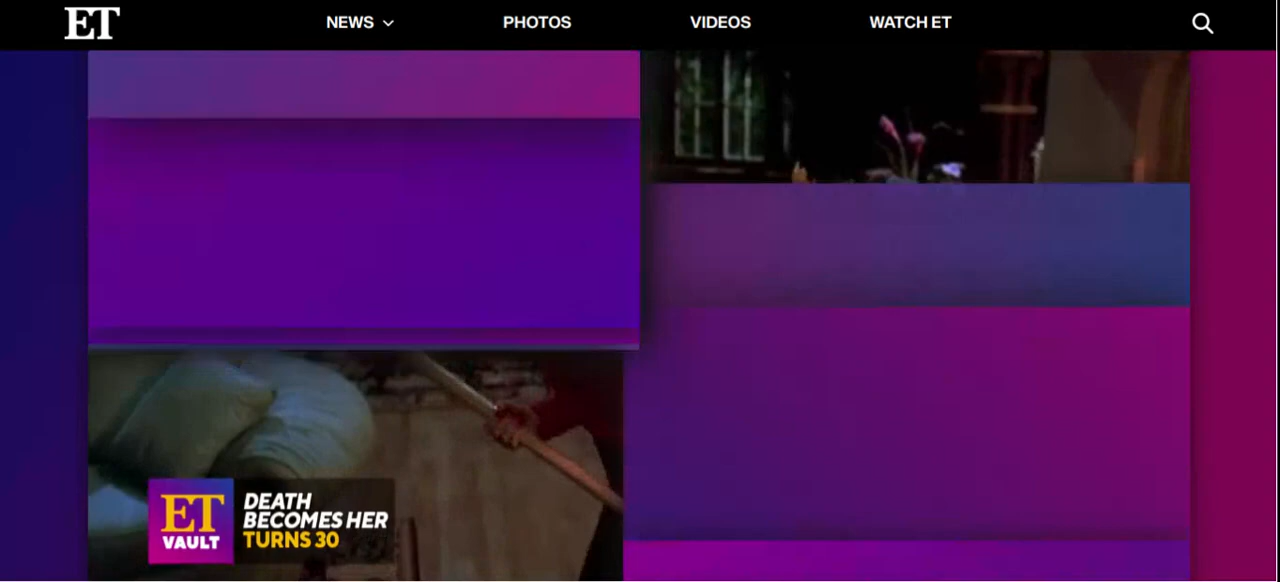 ET
NEWS
PHOTOS
VIDEOS
WATCH ET
ET
VAULT
DEATH
BECOMES HER
TURNS 30